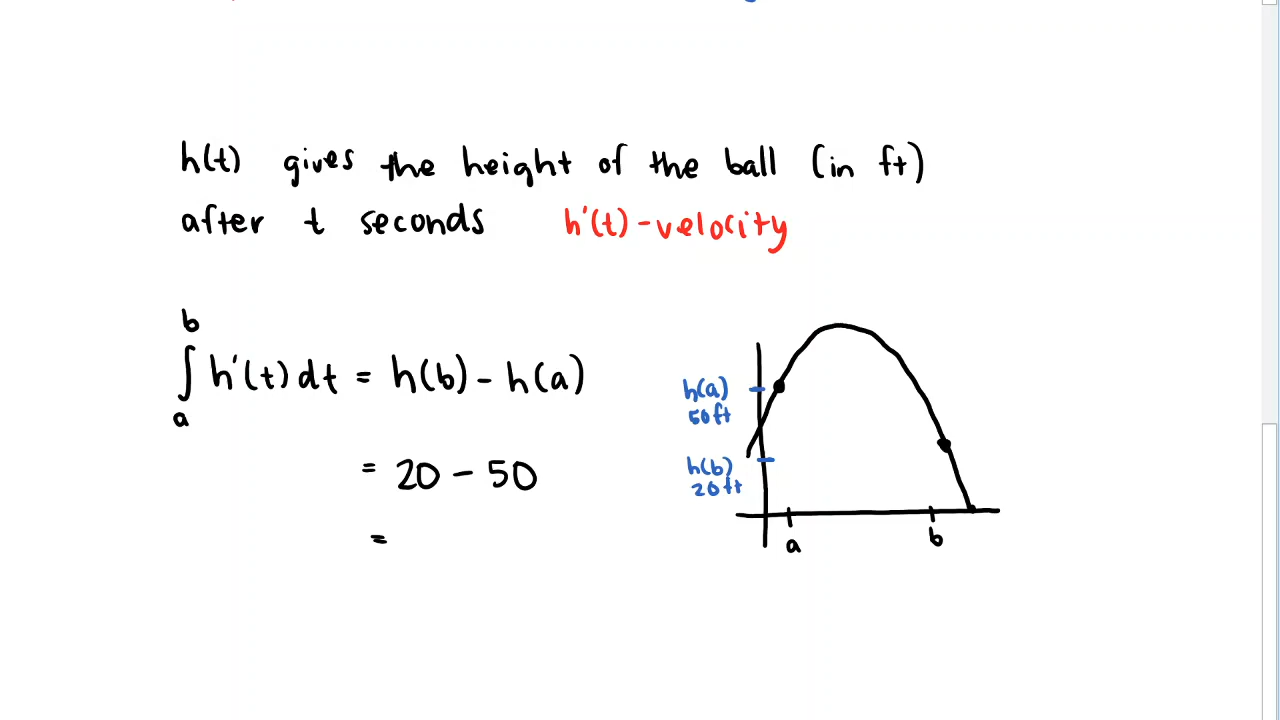 h(t) gives the height of the ball (in ft)
after t seconds h'(t) - velocity
b
∫ h'(t) dt = h(b) - h(a)
a
= 20 - 50
=
h(a)
50ft
h(b)
20ft
a
b